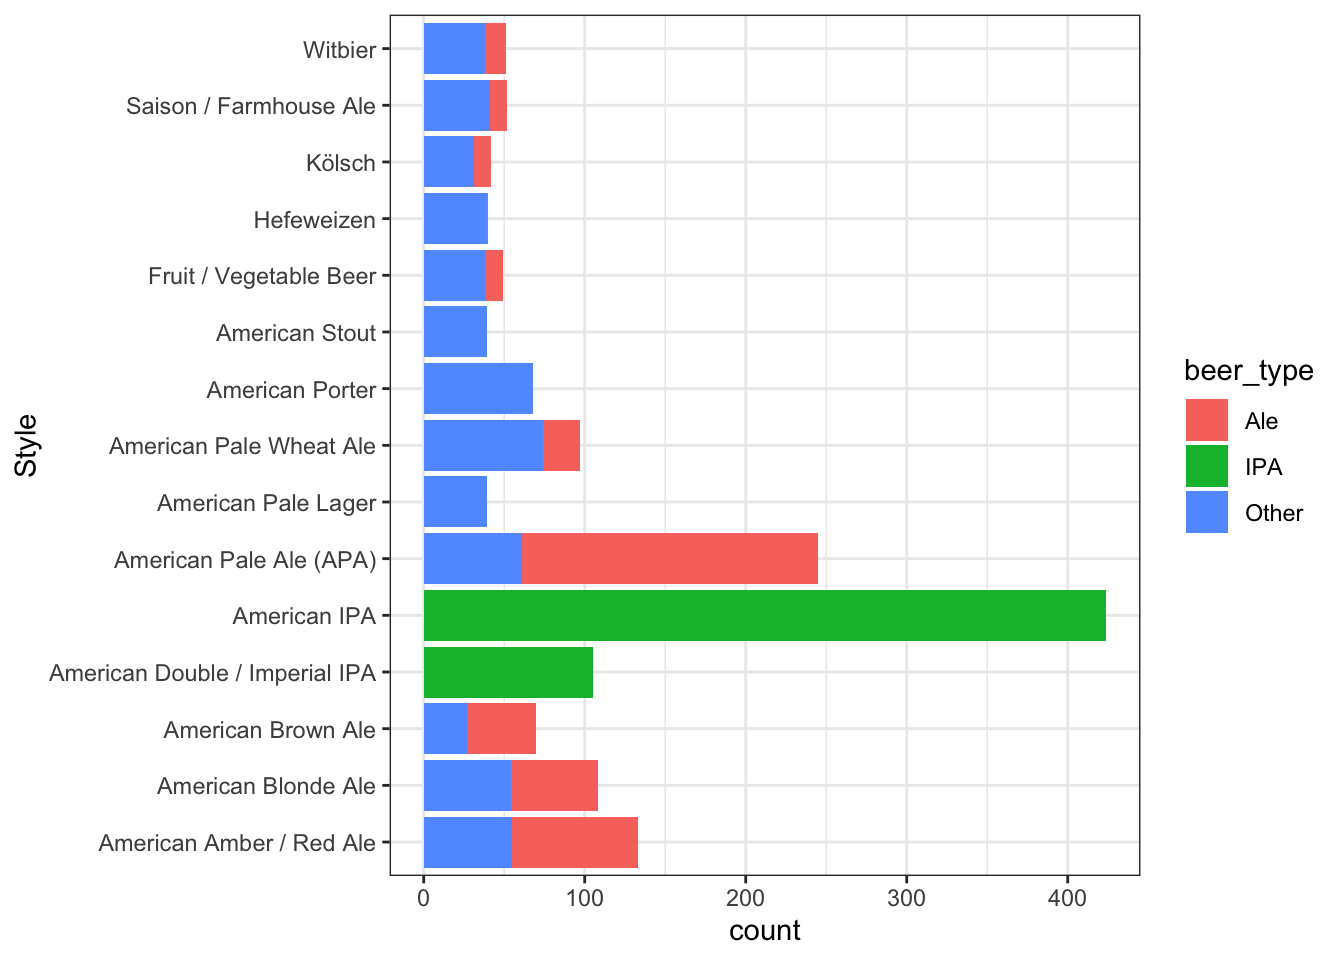 Witbier
Saison / Farmhouse Ale
Kölsch
Hefeweizen
Fruit / Vegetable Beer
American Stout
American Porter
American Pale Wheat Ale
American Pale Lager
American Pale Ale (APA)
American IPA
American Double / Imperial IPA
American Brown Ale
American Blonde Ale
American Amber / Red Ale
Style
0 100 200 300 400
count
beer_type
Ale
IPA
Other